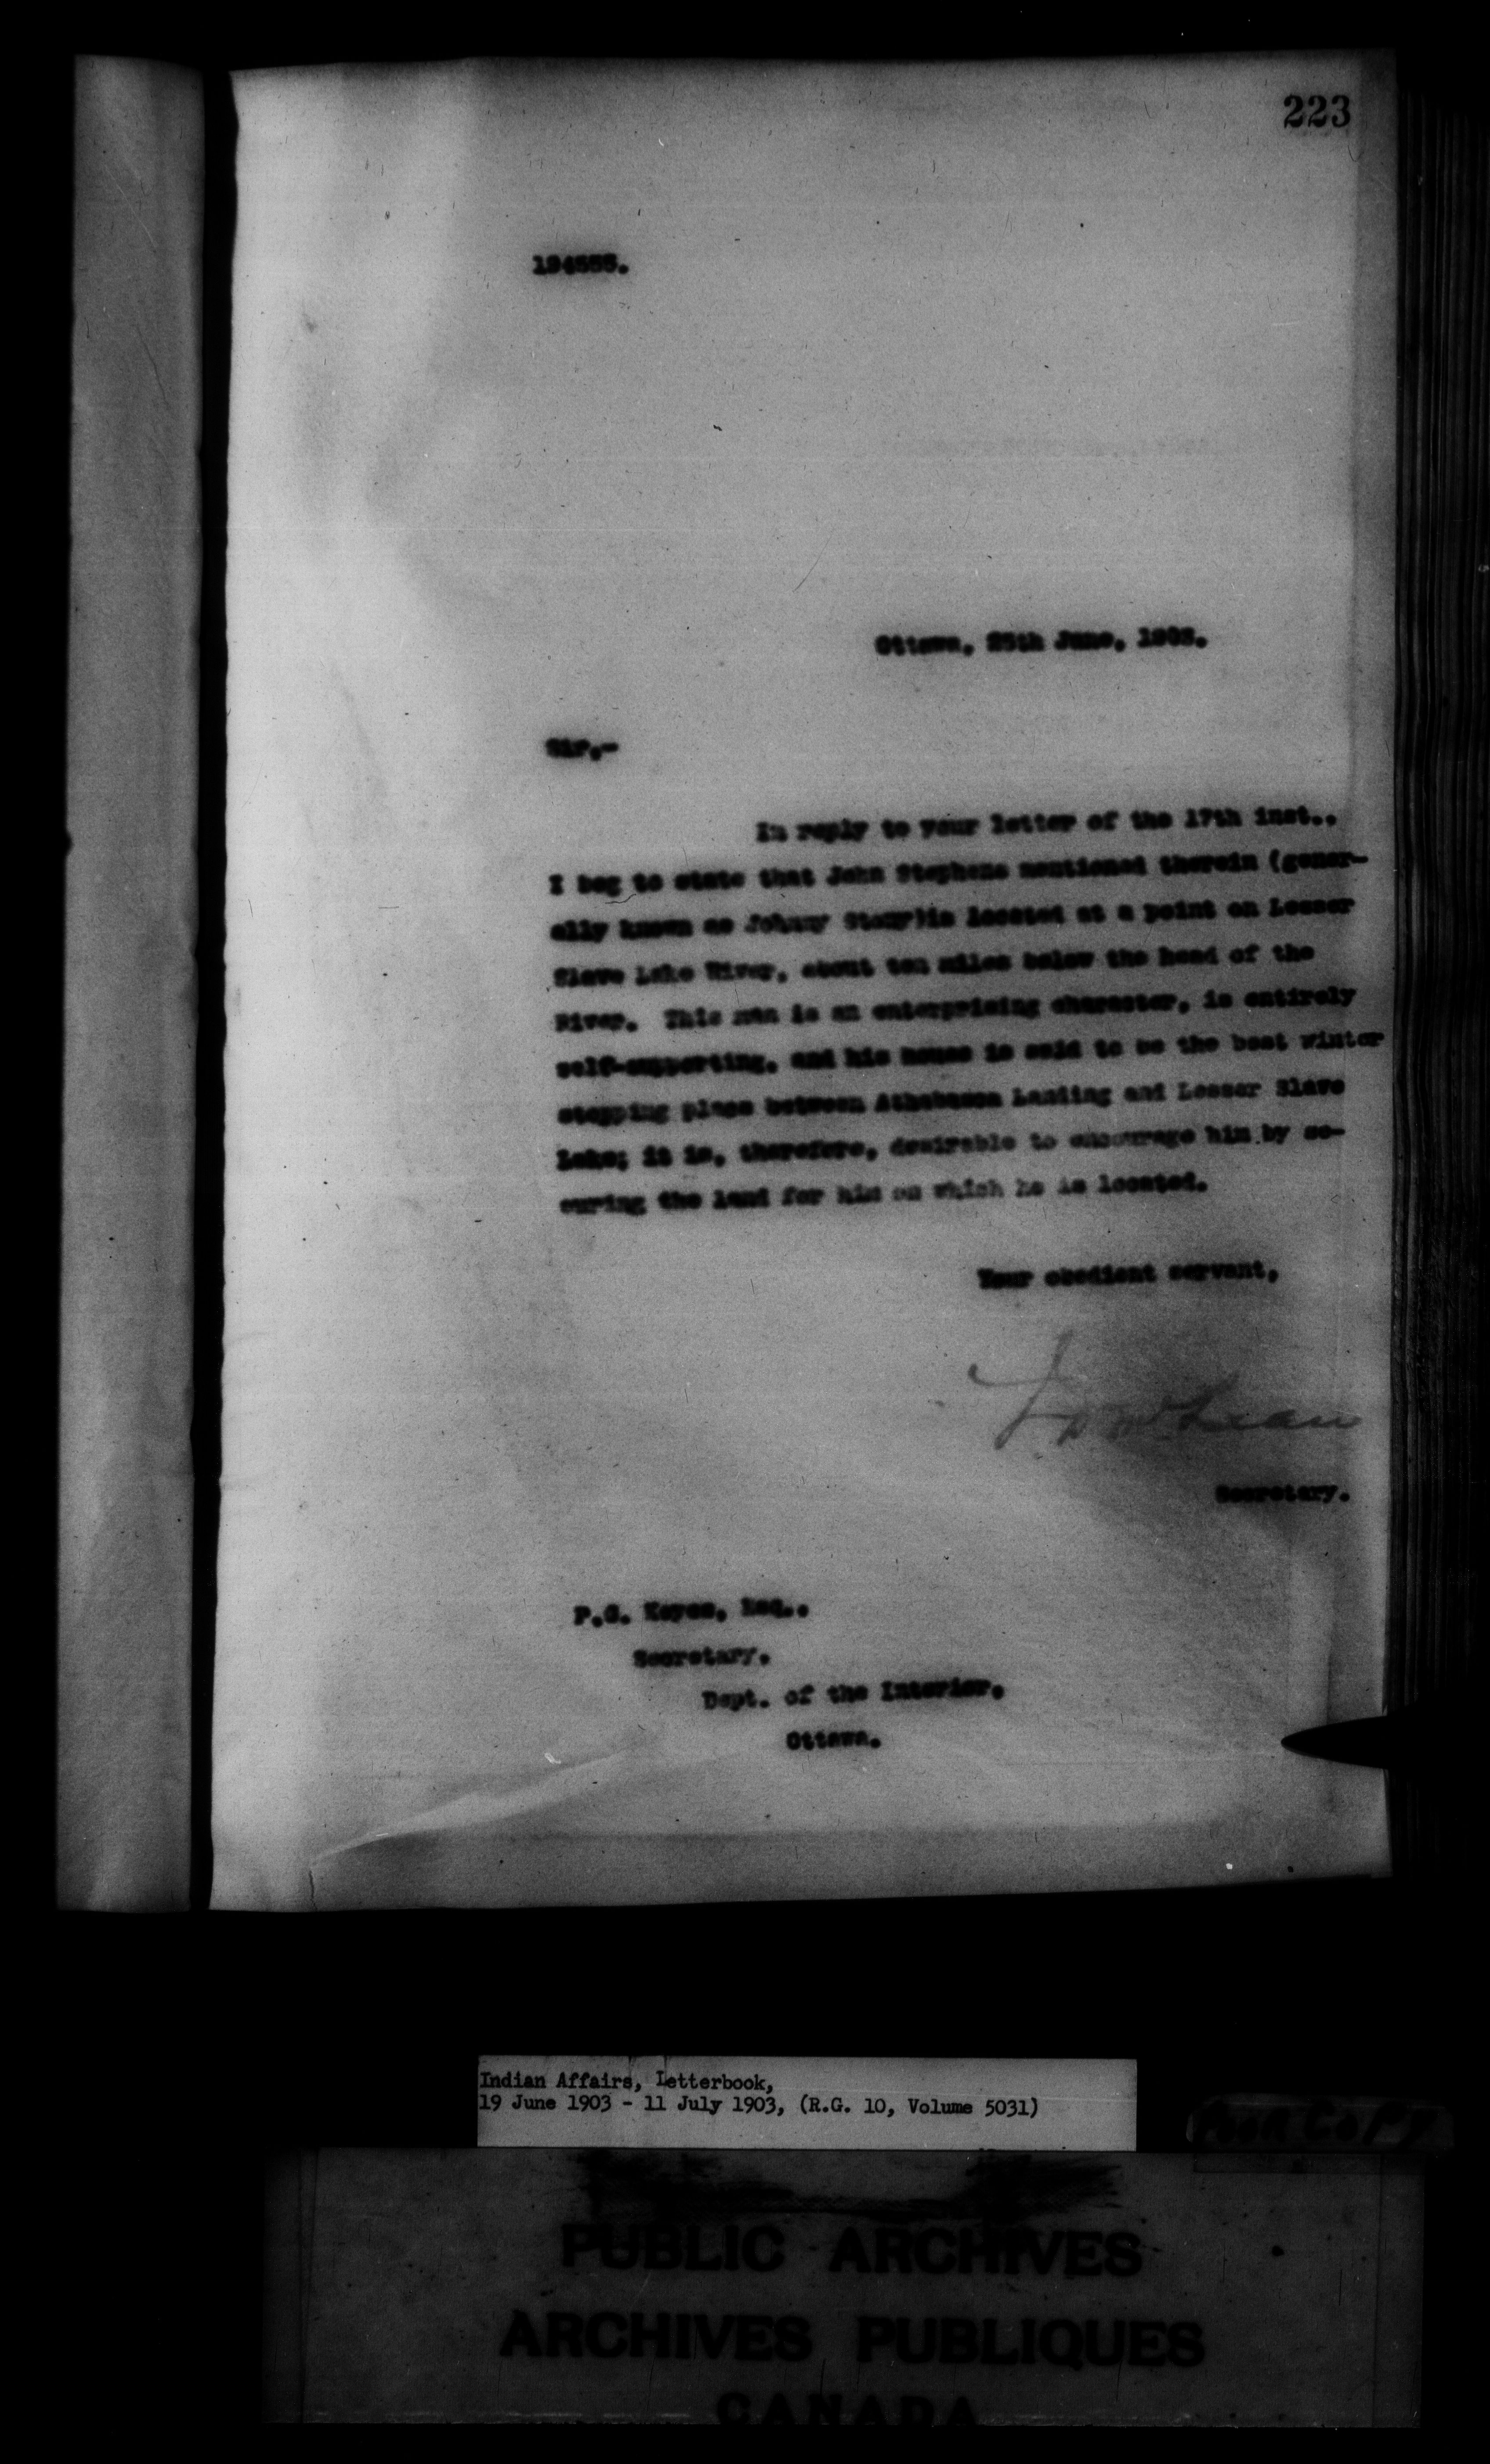 223
Ottawa, 25th June, 1903.
Sir,-
In reply to your letter of the 17th inst.,
I beg to state that John Stephens mentioned therein (gener-
ally known as Johnny Stony) is located at a point on Lesser
Slave Lake River, about ten miles below the head of the
River. This man is an enterprising character, is entirely
self-supporting, and his house is said to be the best winter
stopping place between Athabasca Landing and Lesser Slave
Lake; it is, therefore, desirable to encourage him by se-
curing the land for him on which he is located.
Your obedient servant,
J D McLean
Secretary.
P.G. Keyes, Esq.,
Secretary,
Dept. of the Interior,
Ottawa.
Indian Affairs, Letterbook,
19 June 1903 - 11 July 1903, (R.G. 10, Volume 5031)
POOR COPY
PUBLIC ARCHIVES
ARCHIVES PUBLIQUES
CANADA